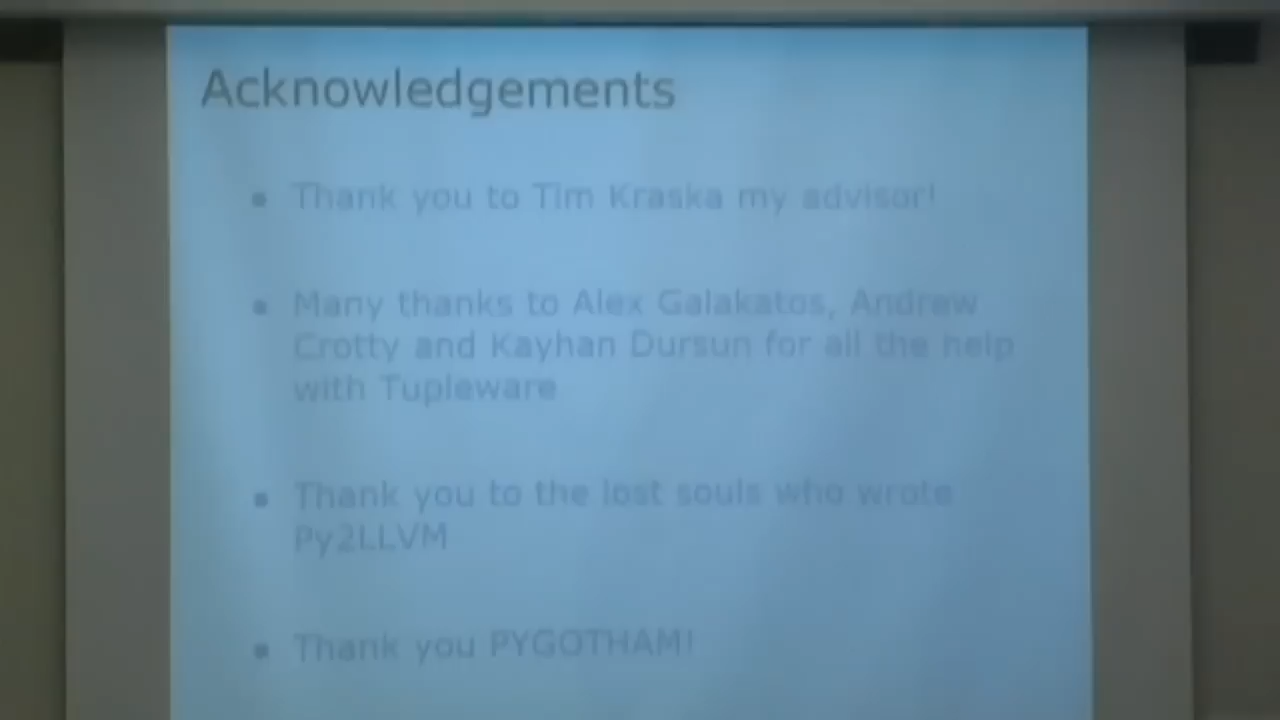 Acknowledgements
▪ Thank you to Tim Kraska my advisor!
▪ Many thanks to Alex Galakatos, Andrew
Crotty and Kayhan Dursun for all the help
with Tupleware
▪ Thank you to the lost souls who wrote
Py2LLVM
▪ Thank you PYGOTHAM!